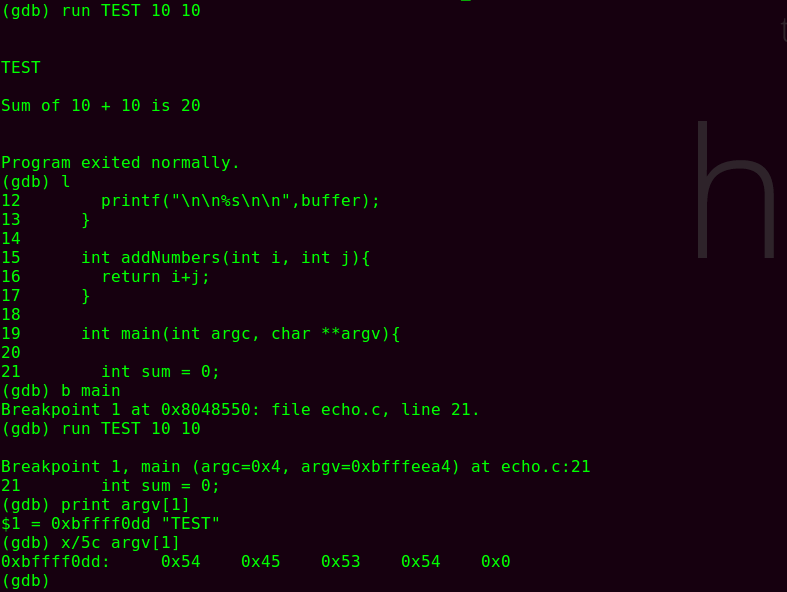 (gdb) run TEST 10 10
TEST
Sum of 10 + 10 is 20
Program exited normally.
(gdb) l
12        printf("\n\n%s\n\n",buffer);
13      }
14
15      int addNumbers(int i, int j){
16        return i+j;
17      }
18
19      int main(int argc, char **argv){
20
21        int sum = 0;
(gdb) b main
Breakpoint 1 at 0x8048550: file echo.c, line 21.
(gdb) run TEST 10 10
Breakpoint 1, main (argc=0x4, argv=0xbfffeea4) at echo.c:21
21        int sum = 0;
(gdb) print argv[1]
$1 = 0xbffff0dd "TEST"
(gdb) x/5c argv[1]
0xbffff0dd:     0x54    0x45    0x53    0x54    0x0
(gdb)
h